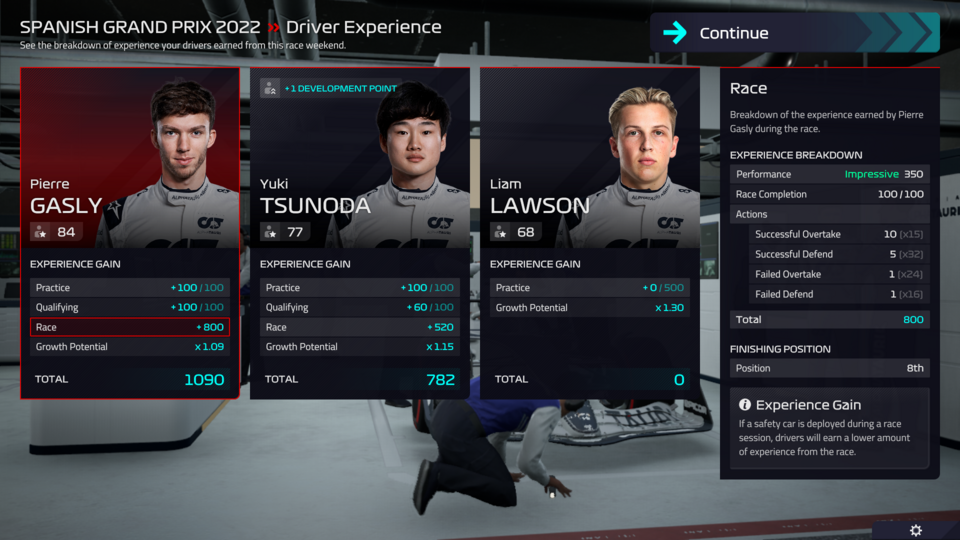 SPANISH GRAND PRIX 2022 » Driver Experience
See the breakdown of experience your drivers earned from this race weekend.
Continue
Pierre
GASLY
84
EXPERIENCE GAIN
Practice +100 / 100
Qualifying +100 / 100
Race +800
Growth Potential x 1.09
TOTAL 1090
+1 DEVELOPMENT POINT
Yuki
TSUNODA
77
EXPERIENCE GAIN
Practice +100 / 100
Qualifying +60 / 100
Race +520
Growth Potential x 1.15
TOTAL 782
Liam
LAWSON
68
EXPERIENCE GAIN
Practice +0 / 500
Growth Potential x 1.30
TOTAL 0
Race
Breakdown of the experience earned by Pierre
Gasly during the race.
EXPERIENCE BREAKDOWN
Performance Impressive 350
Race Completion 100 / 100
Actions
Successful Overtake 10 (x15)
Successful Defend 5 (x32)
Failed Overtake 1 (x24)
Failed Defend 1 (x16)
Total 800
FINISHING POSITION
Position 8th
Experience Gain
If a safety car is deployed during a race
session, drivers will earn a lower amount
of experience from the race.